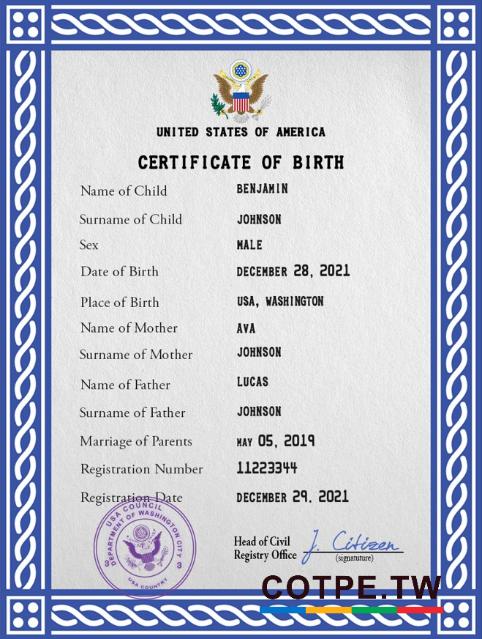 UNITED STATES OF AMERICA
CERTIFICATE OF BIRTH
Name of Child BENJAMIN
Surname of Child JOHNSON
Sex MALE
Date of Birth DECEMBER 28, 2021
Place of Birth USA, WASHINGTON
Name of Mother AVA
Surname of Mother JOHNSON
Name of Father LUCAS
Surname of Father JOHNSON
Marriage of Parents MAY 05, 2019
Registration Number 11223344
Registration Date DECEMBER 29, 2021
USA COUNCIL
DEPARTMENT OF WASHINGTON CITY
3 3
USA COUNTRY
Head of Civil
Registry Office J. Citizen
(signature)
COTPE.TW